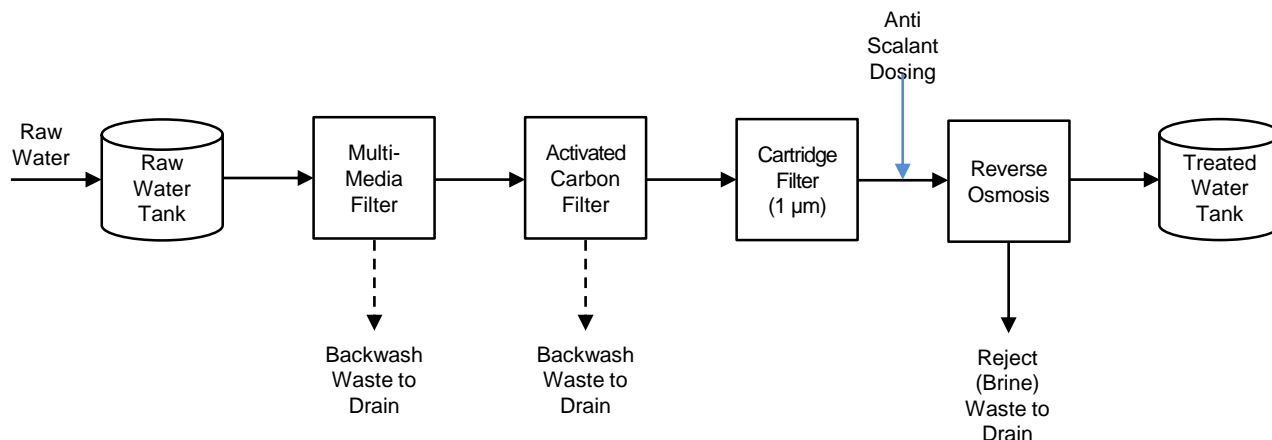 Anti
Scalant
Dosing
Raw
Water
Raw
Water
Tank
Multi-
Media
Filter
Activated
Carbon
Filter
Cartridge
Filter
(1 µm)
Reverse
Osmosis
Treated
Water
Tank
Backwash
Waste to
Drain
Backwash
Waste to
Drain
Reject
(Brine)
Waste to
Drain